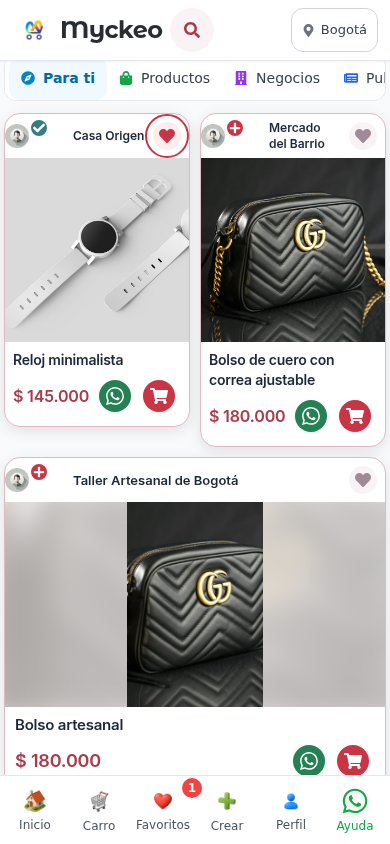 Myckeo
Bogotá
Para ti
Productos
Negocios
Pul
Casa Origen
Mercado
del Barrio
Reloj minimalista
$ 145.000
Bolso de cuero con
correa ajustable
$ 180.000
Taller Artesanal de Bogotá
Bolso artesanal
$ 180.000
1
Inicio
Carro
Favoritos
Crear
Perfil
Ayuda